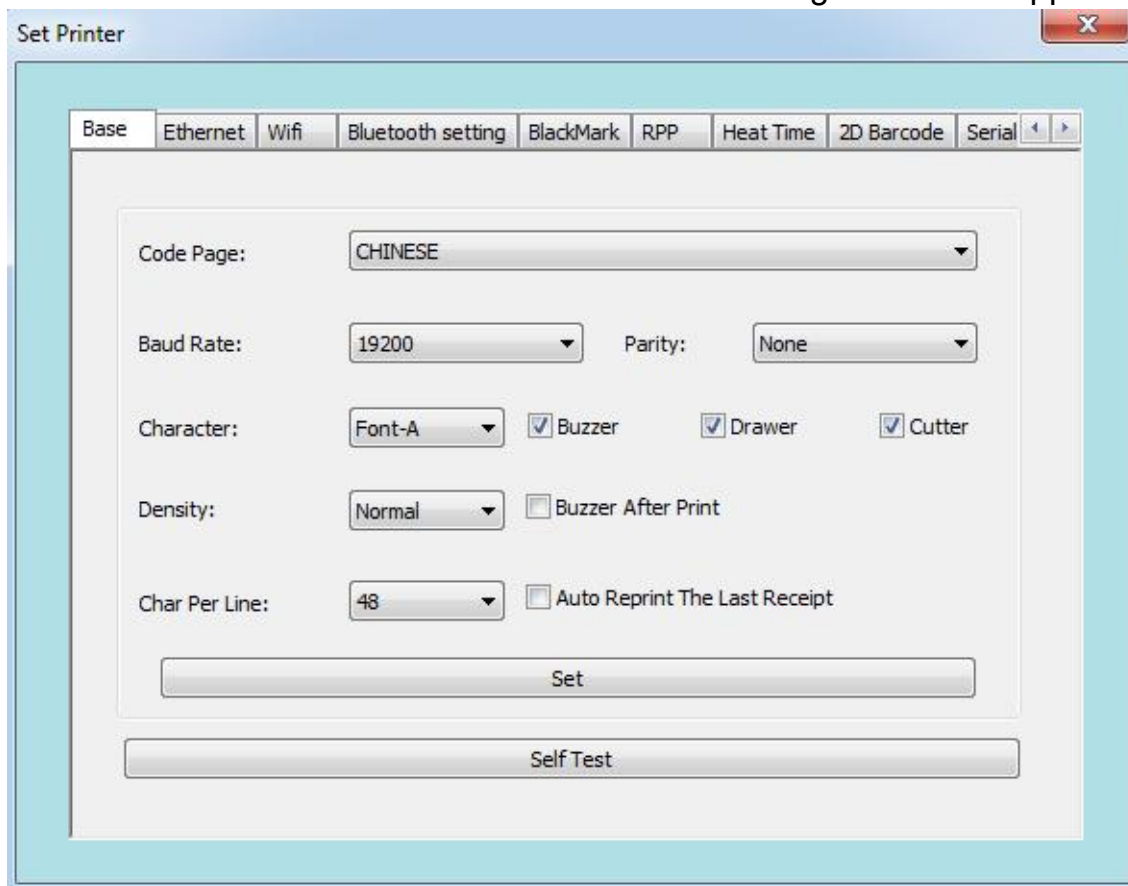 Set Printer
Base Ethernet Wifi Bluetooth setting BlackMark RPP Heat Time 2D Barcode Serial
Code Page: CHINESE
Baud Rate: 19200 Parity: None
Character: Font-A Buzzer Drawer Cutter
Density: Normal Buzzer After Print
Char Per Line: 48 Auto Reprint The Last Receipt
Set
Self Test